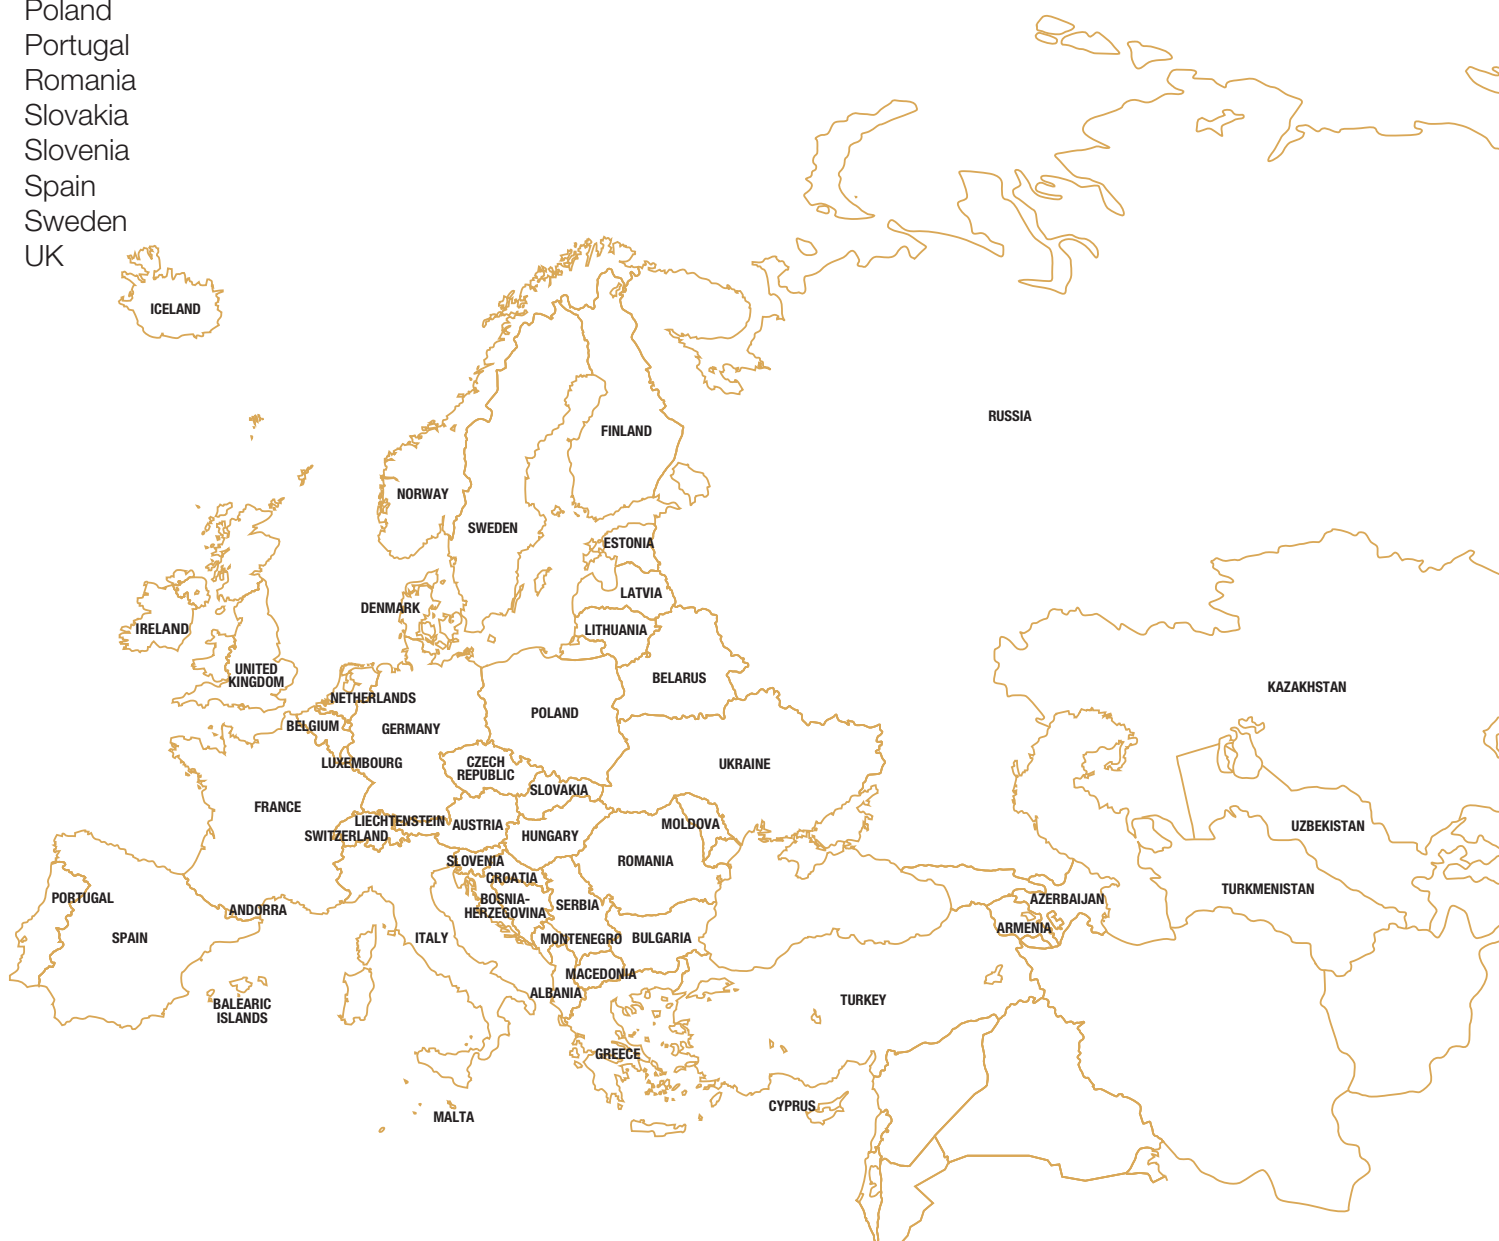 Poland
Portugal
Romania
Slovakia
Slovenia
Spain
Sweden
UK
ICELAND
RUSSIA
FINLAND
NORWAY
SWEDEN
ESTONIA
LATVIA
DENMARK
LITHUANIA
IRELAND
UNITED
KINGDOM
BELARUS
KAZAKHSTAN
NETHERLANDS
POLAND
BELGIUM
GERMANY
LUXEMBOURG
CZECH
REPUBLIC
UKRAINE
SLOVAKIA
FRANCE
LIECHTENSTEIN
SWITZERLAND
AUSTRIA
HUNGARY
MOLDOVA
UZBEKISTAN
SLOVENIA
ROMANIA
CROATIA
TURKMENISTAN
PORTUGAL
BOSNIA-
HERZEGOVINA
SERBIA
AZERBAIJAN
ANDORRA
ARMENIA
SPAIN
ITALY
MONTENEGRO
BULGARIA
MACEDONIA
ALBANIA
TURKEY
BALEARIC
ISLANDS
GREECE
CYPRUS
MALTA